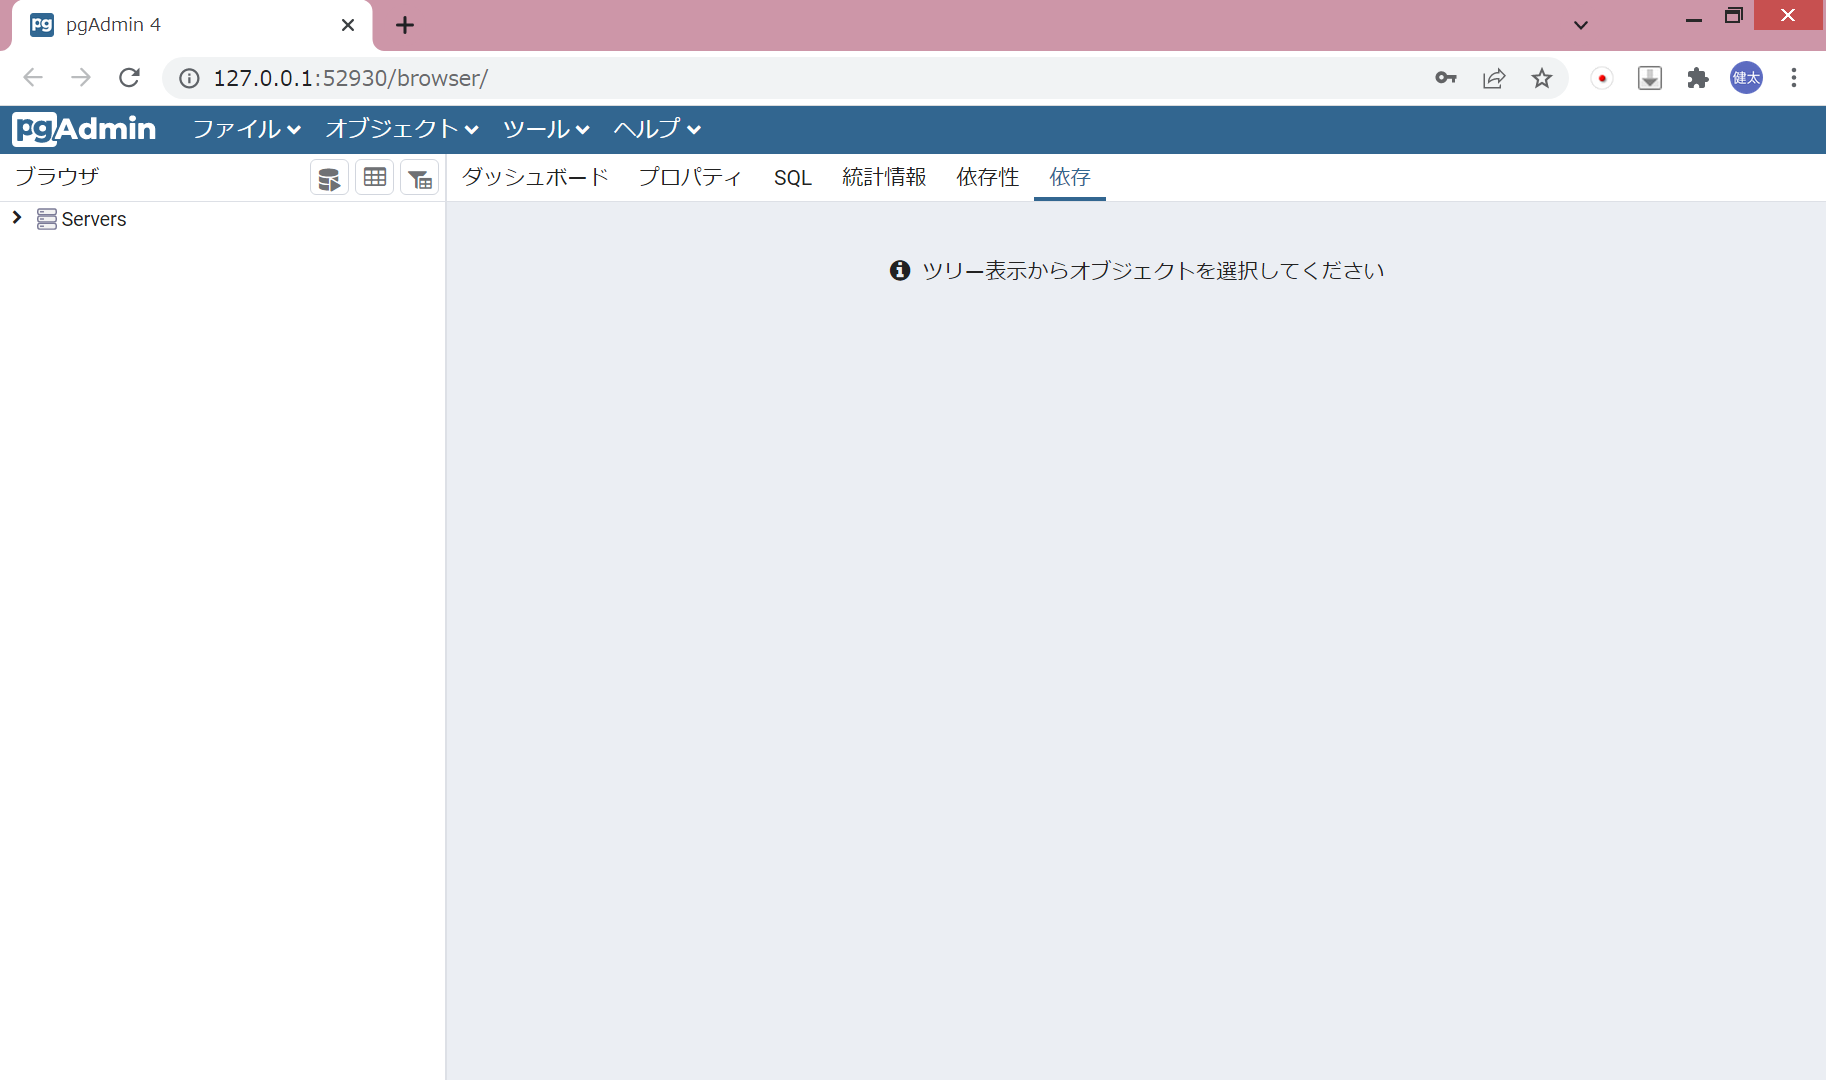 pg pgAdmin 4
127.0.0.1:52930/browser/
健太
pgAdmin ファイル オブジェクト ツール ヘルプ
ブラウザ
ダッシュボード プロパティ SQL 統計情報 依存性 依存
Servers
ツリー表示からオブジェクトを選択してください